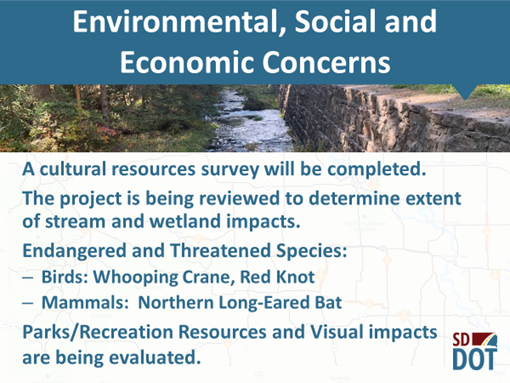 Environmental, Social and
Economic Concerns
A cultural resources survey will be completed.
The project is being reviewed to determine extent
of stream and wetland impacts.
Endangered and Threatened Species:
– Birds: Whooping Crane, Red Knot
– Mammals:  Northern Long-Eared Bat
Parks/Recreation Resources and Visual impacts
are being evaluated.
SD
DOT